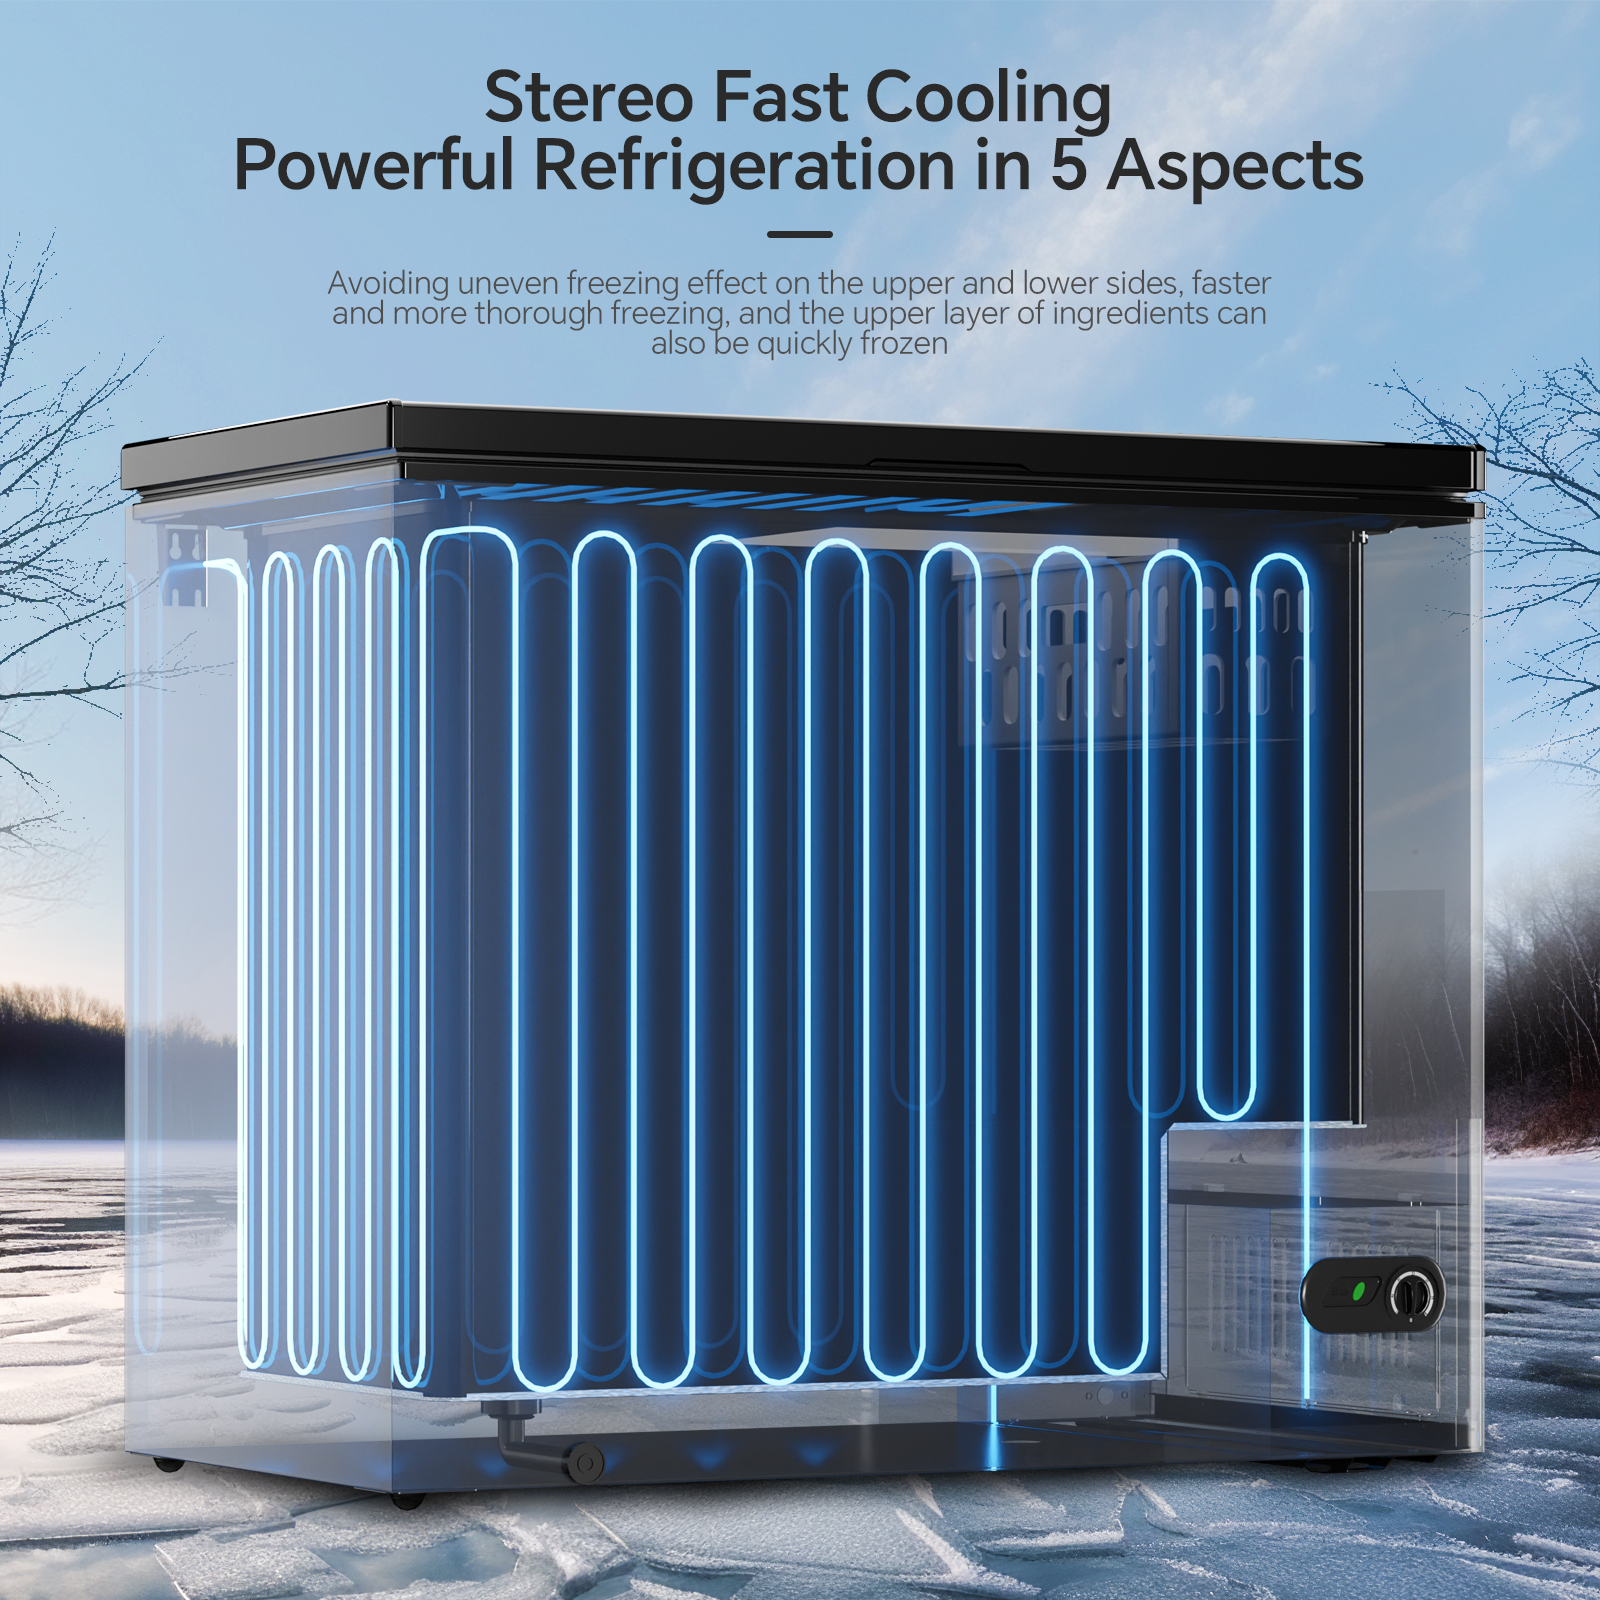 Stereo Fast Cooling
Powerful Refrigeration in 5 Aspects
Avoiding uneven freezing effect on the upper and lower sides, faster
and more thorough freezing, and the upper layer of ingredients can
also be quickly frozen